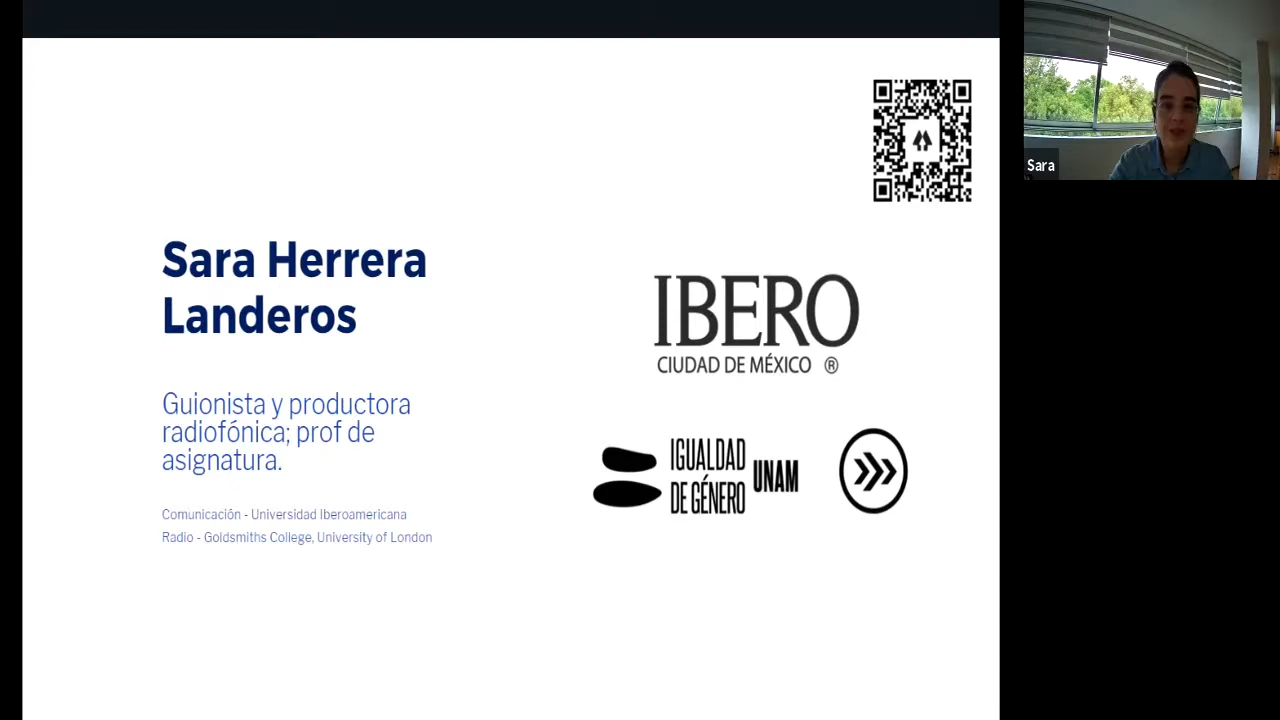 Sara Herrera
Landeros
Guionista y productora
radiofónica; prof de
asignatura.
Comunicación - Universidad Iberoamericana
Radio - Goldsmiths College, University of London
IBERO
CIUDAD DE MÉXICO ®
IGUALDAD
DE GÉNERO
UNAM
Sara